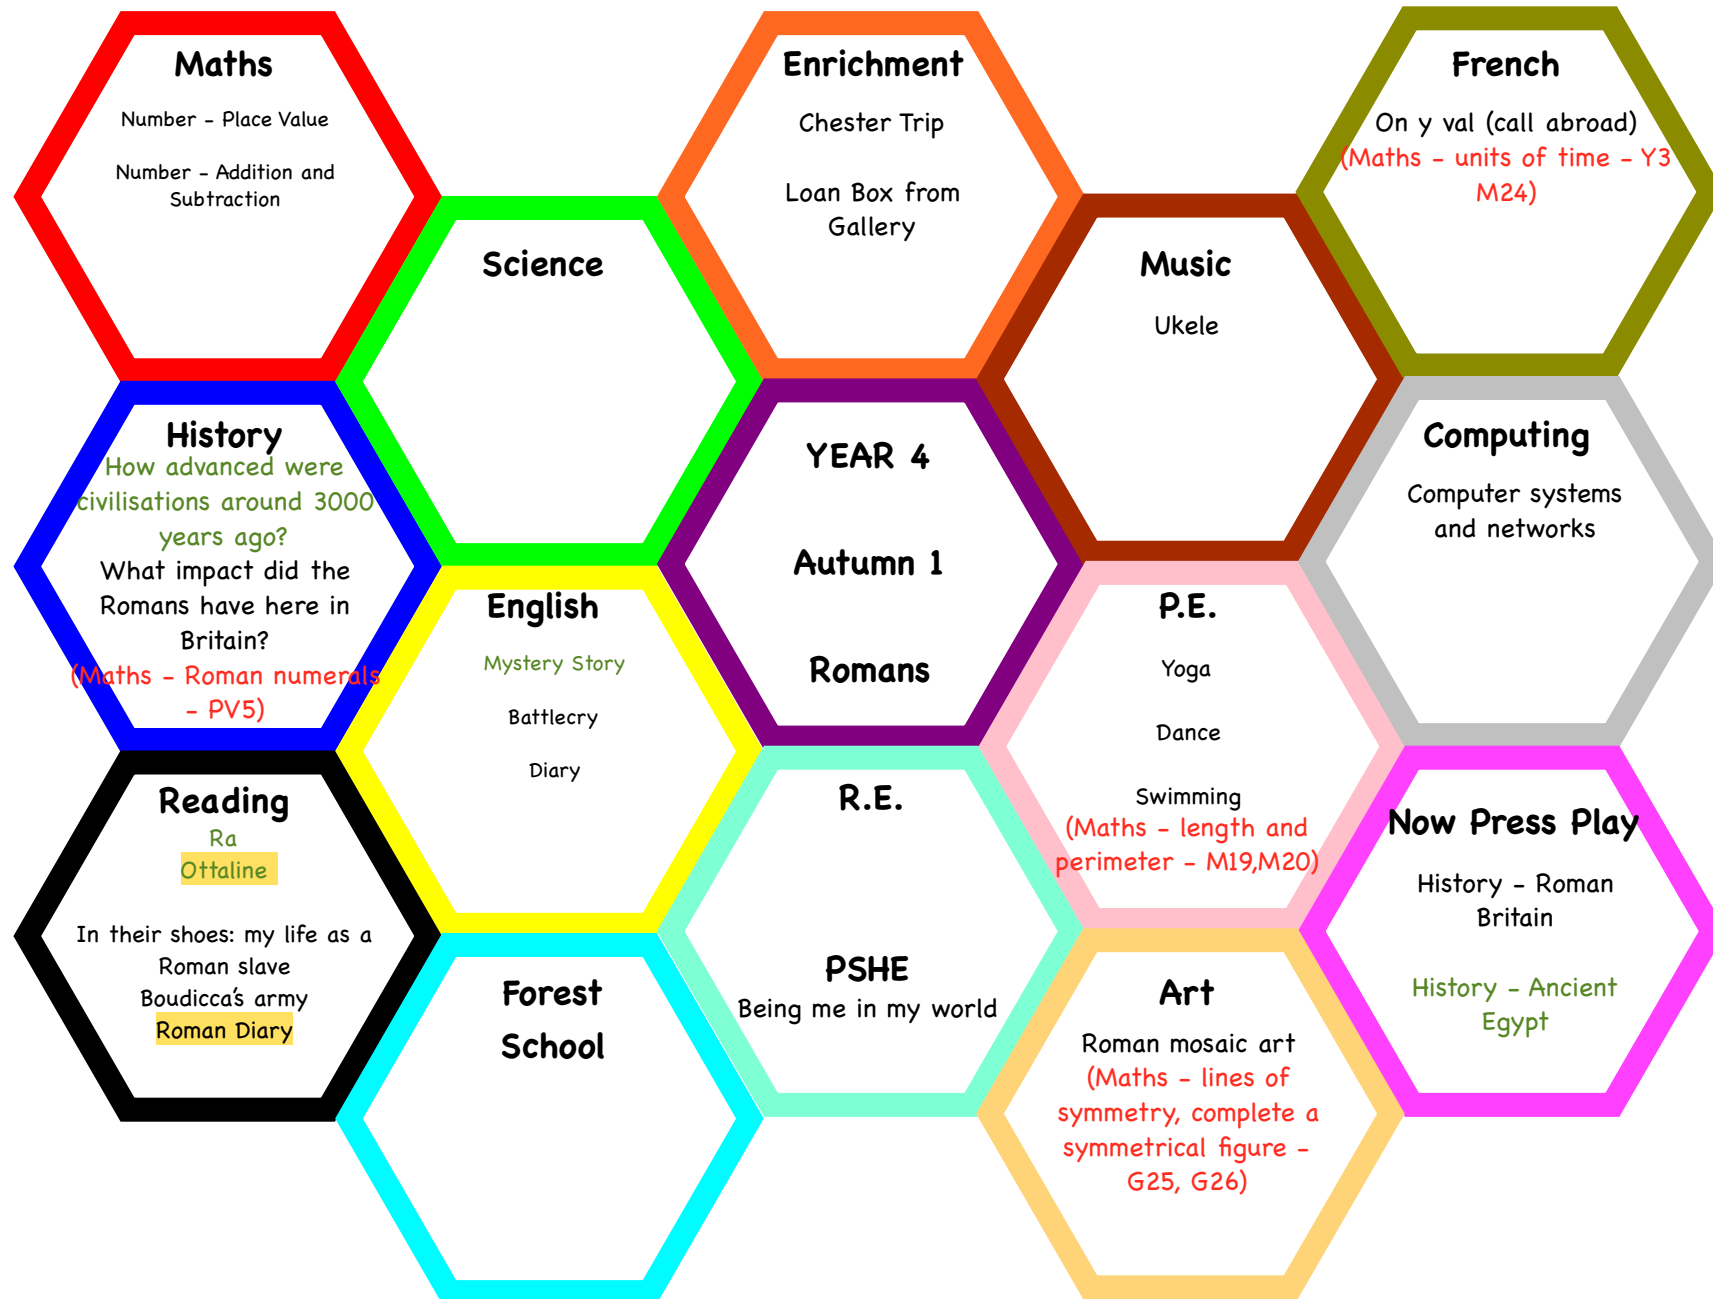 Maths
Number – Place Value
Number – Addition and
Subtraction
Enrichment
Chester Trip
Loan Box from
Gallery
French
On y val (call abroad)
(Maths – units of time – Y3
M24)
Science
Music
Ukele
History
How advanced were
civilisations around 3000
years ago?
What impact did the
Romans have here in
Britain?
(Maths – Roman numerals
– PV5)
YEAR 4
Autumn 1
Romans
Computing
Computer systems
and networks
English
Mystery Story
Battlecry
Diary
P.E.
Yoga
Dance
Swimming
(Maths – length and
perimeter – M19,M20)
Reading
Ra
Ottaline
In their shoes: my life as a
Roman slave
Boudicca's army
Roman Diary
R.E.
PSHE
Being me in my world
Now Press Play
History – Roman
Britain
History – Ancient
Egypt
Forest
School
Art
Roman mosaic art
(Maths – lines of
symmetry, complete a
symmetrical figure –
G25, G26)